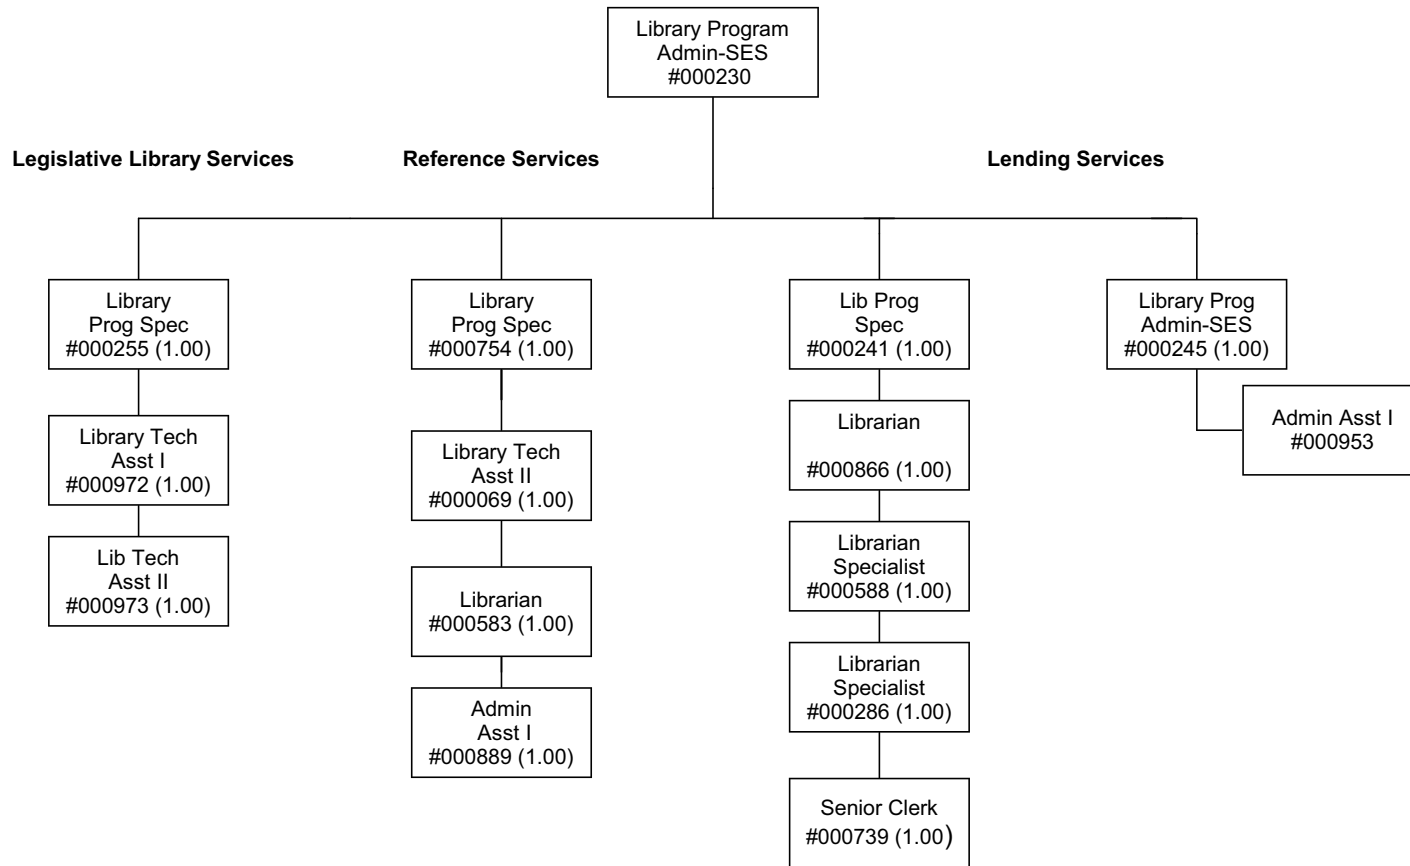 Library Program
Admin-SES
#000230
Legislative Library Services
Reference Services
Lending Services
Library
Prog Spec
#000255 (1.00)
Library Tech
Asst I
#000972 (1.00)
Lib Tech
Asst II
#000973 (1.00)
Library
Prog Spec
#000754 (1.00)
Library Tech
Asst II
#000069 (1.00)
Librarian
#000583 (1.00)
Admin
Asst I
#000889 (1.00)
Lib Prog
Spec
#000241 (1.00)
Librarian
#000866 (1.00)
Librarian
Specialist
#000588 (1.00)
Librarian
Specialist
#000286 (1.00)
Senior Clerk
#000739 (1.00)
Library Prog
Admin-SES
#000245 (1.00)
Admin Asst I
#000953